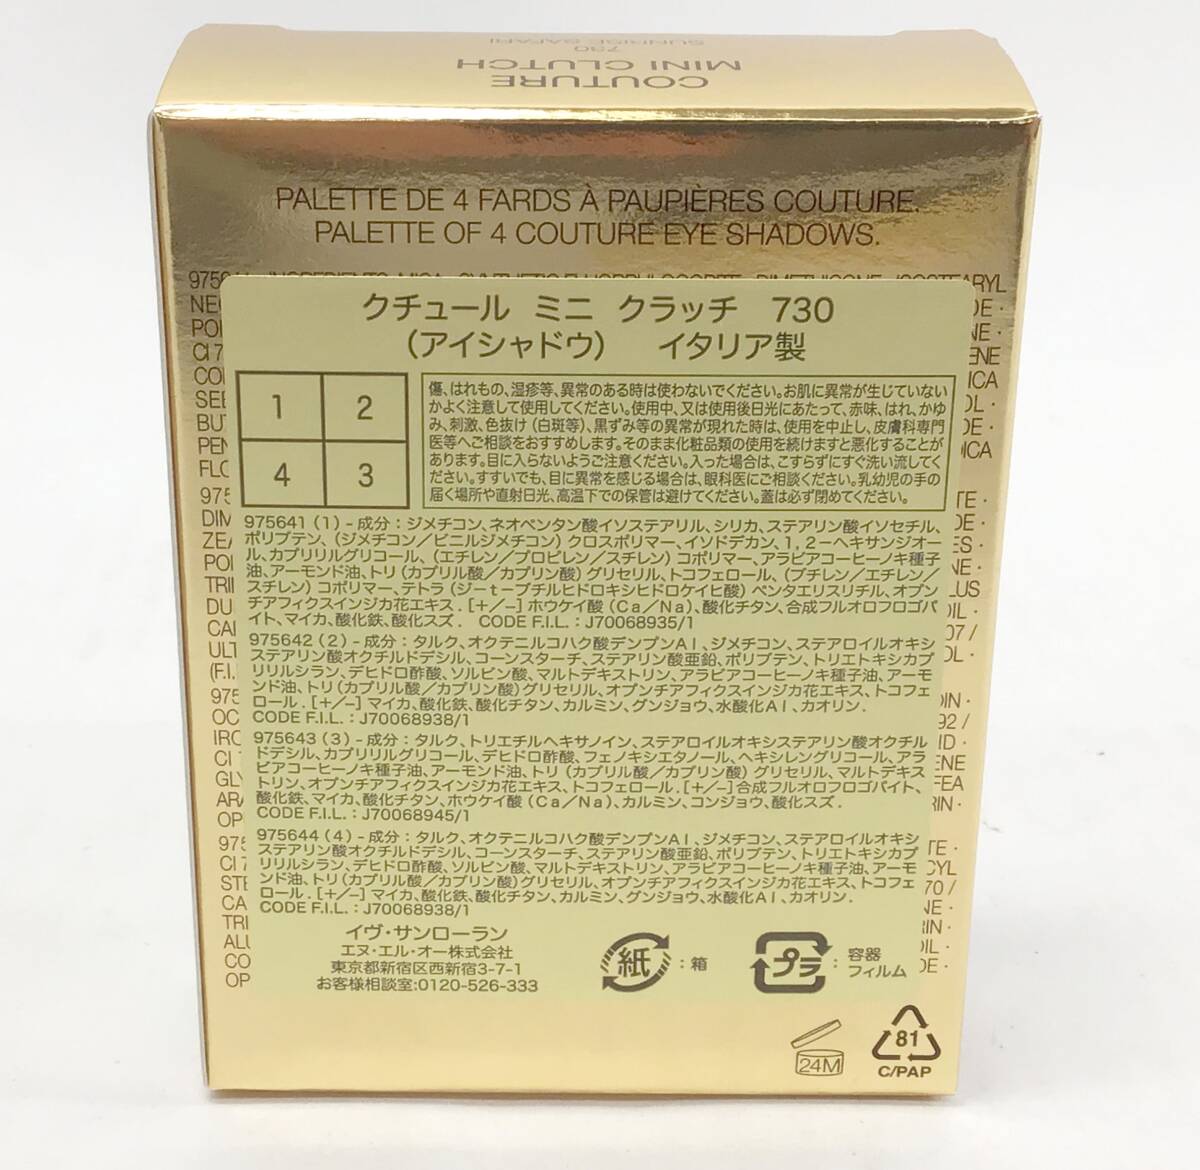 COUTURE
MINI CLUTCH
730
SUNRISE SAFARI
PALETTE DE 4 FARDS À PAUPIÈRES COUTURE.
PALETTE OF 4 COUTURE EYE SHADOWS.
クチュール ミニ クラッチ 730
(アイシャドウ) イタリア製
1 2
4 3
傷、はれもの、湿疹等、異常のある時は使わないでください。お肌に異常が生じていない
かよく注意して使用してください。使用中、又は使用後日光にあたって、赤味、はれ、かゆ
み、刺激、色抜け(白斑等)、黒ずみ等の異常が現れた時は、使用を中止し、皮膚科専門
医等へご相談をおすすめします。そのまま化粧品類の使用を続けますと悪化することが
あります。目に入らないようご注意ください。入った場合は、こすらずにすぐ洗い流してく
ださい。すすいでも、目に異常を感じる場合は、眼科医にご相談ください。乳幼児の手の
届く場所や直射日光、高温下での保管は避けてください。蓋は必ず閉めてください。
975641(1)-成分:ジメチコン、ネオペンタン酸イソステアリル、シリカ、ステアリン酸イソセチル、
ポリブテン、(ジメチコン/ビニルジメチコン)クロスポリマー、イソドデカン、1,2-ヘキサンジオー
ル、カプリリルグリコール、(エチレン/プロピレン/スチレン)コポリマー、アラビアコーヒーノキ種子
油、アーモンド油、トリ(カプリル酸/カプリン酸)グリセリル、トコフェロール、(ブチレン/エチレン/
スチレン)コポリマー、テトラ(ジーt-ブチルヒドロキシヒドロケイヒ酸)ペンタエリスリチル、オプン
チアフィクスインジカ花エキス.[+/-]ホウケイ酸(Ca/Na)、酸化チタン、合成フルオロフロゴパ
イト、マイカ、酸化鉄、酸化スズ. CODE F.I.L.:J70068935/1
975642(2)-成分:タルク、オクテニルコハク酸デンプンAl、ジメチコン、ステアロイルオキシ
ステアリン酸オクチルドデシル、コーンスターチ、ステアリン酸亜鉛、ポリブテン、トリエトキシカプ
リリルシラン、デヒドロ酢酸、ソルビン酸、マルトデキストリン、アラビアコーヒーノキ種子油、アーモ
ンド油、トリ(カプリル酸/カプリン酸)グリセリル、オプンチアフィクスインジカ花エキス、トコフェ
ロール.[+/-]マイカ、酸化鉄、酸化チタン、カルミン、グンジョウ、水酸化Al、カオリン.
CODE F.I.L.:J70068938/1
975643(3)-成分:タルク、トリエチルヘキサノイン、ステアロイルオキシステアリン酸オクチル
ドデシル、カプリリルグリコール、デヒドロ酢酸、フェノキシエタノール、ヘキシレングリコール、アラ
ビアコーヒーノキ種子油、アーモンド油、トリ(カプリル酸/カプリン酸)グリセリル、マルトデキス
トリン、オプンチアフィクスインジカ花エキス、トコフェロール.[+/-]合成フルオロフロゴパイト、
酸化鉄、マイカ、酸化チタン、ホウケイ酸(Ca/Na)、カルミン、コンジョウ、酸化スズ.
CODE F.I.L.:J70068945/1
975644(4)-成分:タルク、オクテニルコハク酸デンプンAl、ジメチコン、ステアロイルオキシ
ステアリン酸オクチルドデシル、コーンスターチ、ステアリン酸亜鉛、ポリブテン、トリエトキシカプ
リリルシラン、デヒドロ酢酸、ソルビン酸、マルトデキストリン、アラビアコーヒーノキ種子油、アーモ
ンド油、トリ(カプリル酸/カプリン酸)グリセリル、オプンチアフィクスインジカ花エキス、トコフェ
ロール.[+/-]マイカ、酸化鉄、酸化チタン、カルミン、グンジョウ、水酸化Al、カオリン.
CODE F.I.L.:J70068938/1
イヴ・サンローラン
エヌ・エル・オー株式会社
東京都新宿区西新宿3-7-1
お客様相談室:0120-526-333
紙 :箱
プラ :容器
フィルム
24M
81
C/PAP